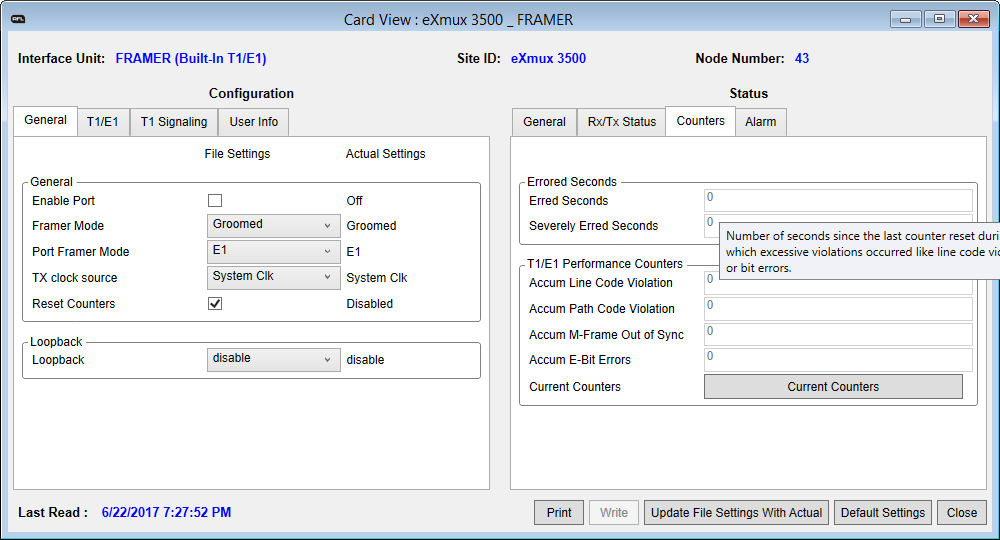 RFL
Card View : eXmux 3500 _ FRAMER
Interface Unit: FRAMER (Built-In T1/E1) Site ID: eXmux 3500 Node Number: 43
Configuration
General T1/E1 T1 Signaling User Info
File Settings Actual Settings
General
Enable Port Off
Framer Mode Groomed Groomed
Port Framer Mode E1 E1
TX clock source System Clk System Clk
Reset Counters Disabled
Loopback
Loopback disable disable
Status
General Rx/Tx Status Counters Alarm
Errored Seconds
Erred Seconds 0
Severely Erred Seconds 0
Number of seconds since the last counter reset duri
which excessive violations occurred like line code vi
or bit errors.
T1/E1 Performance Counters
Accum Line Code Violation 0
Accum Path Code Violation 0
Accum M-Frame Out of Sync 0
Accum E-Bit Errors 0
Current Counters Current Counters
Last Read : 6/22/2017 7:27:52 PM
Print Write Update File Settings With Actual Default Settings Close